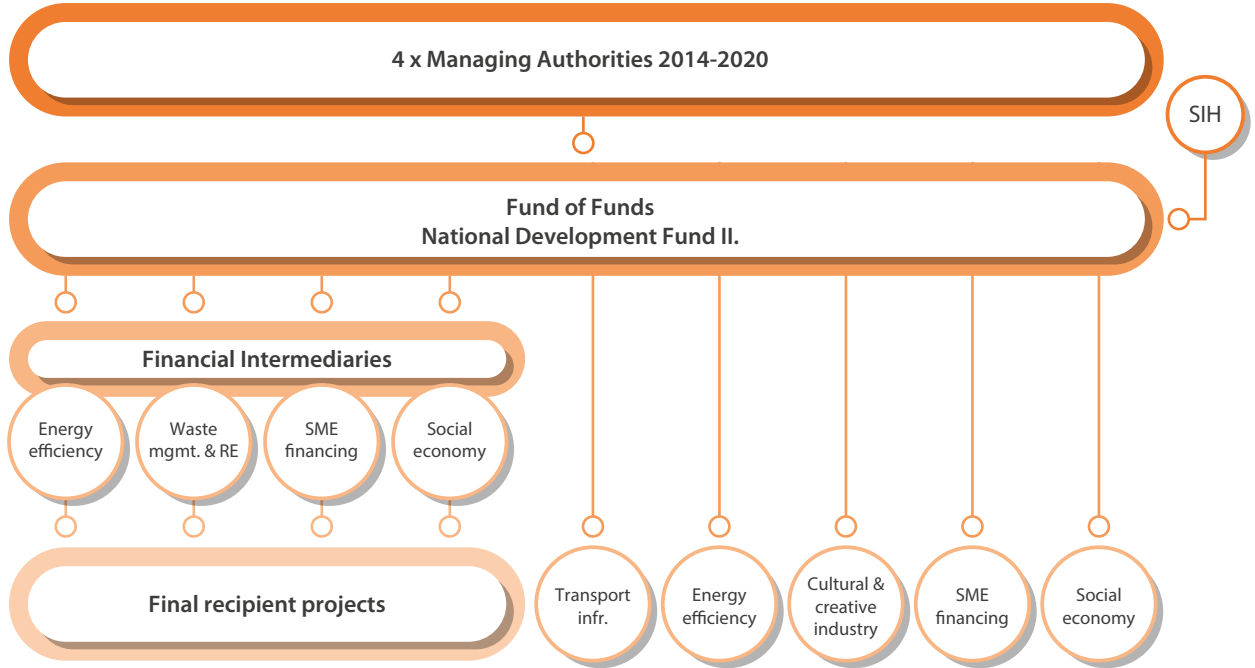 4 x Managing Authorities 2014-2020
SIH
Fund of Funds
National Development Fund II.
Financial Intermediaries
Energy
efficiency
Waste
mgmt. & RE
SME
financing
Social
economy
Final recipient projects
Transport
infr.
Energy
efficiency
Cultural &
creative
industry
SME
financing
Social
economy